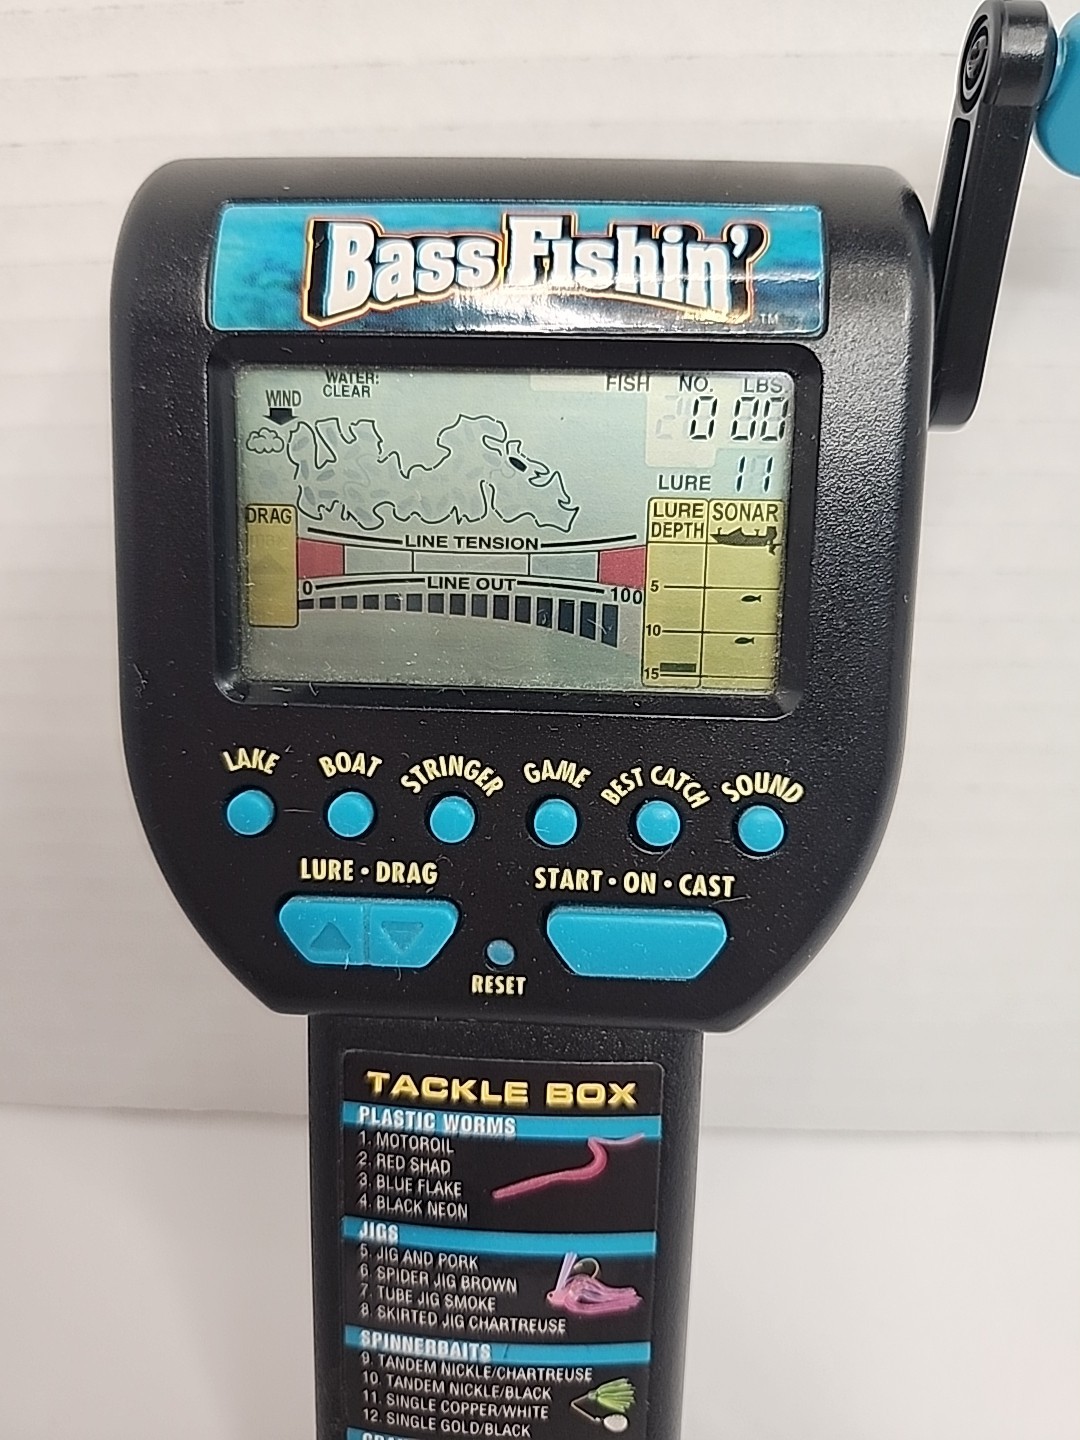 Bass Fishin'
TM
WATER:
CLEAR
WIND
FISH NO. LBS
0 00
LURE 11
DRAG
LURE
DEPTH
SONAR
LINE TENSION
0 LINE OUT 100
5
10
15
LAKE
BOAT
STRINGER
GAME
BEST CATCH
SOUND
LURE • DRAG
START • ON • CAST
RESET
TACKLE BOX
PLASTIC WORMS
1. MOTOROIL
2. RED SHAD
3. BLUE FLAKE
4. BLACK NEON
JIGS
5. JIG AND PORK
6. SPIDER JIG BROWN
7. TUBE JIG SMOKE
8. SKIRTED JIG CHARTREUSE
SPINNERBAITS
9. TANDEM NICKLE/CHARTREUSE
10. TANDEM NICKLE/BLACK
11. SINGLE COPPER/WHITE
12. SINGLE GOLD/BLACK